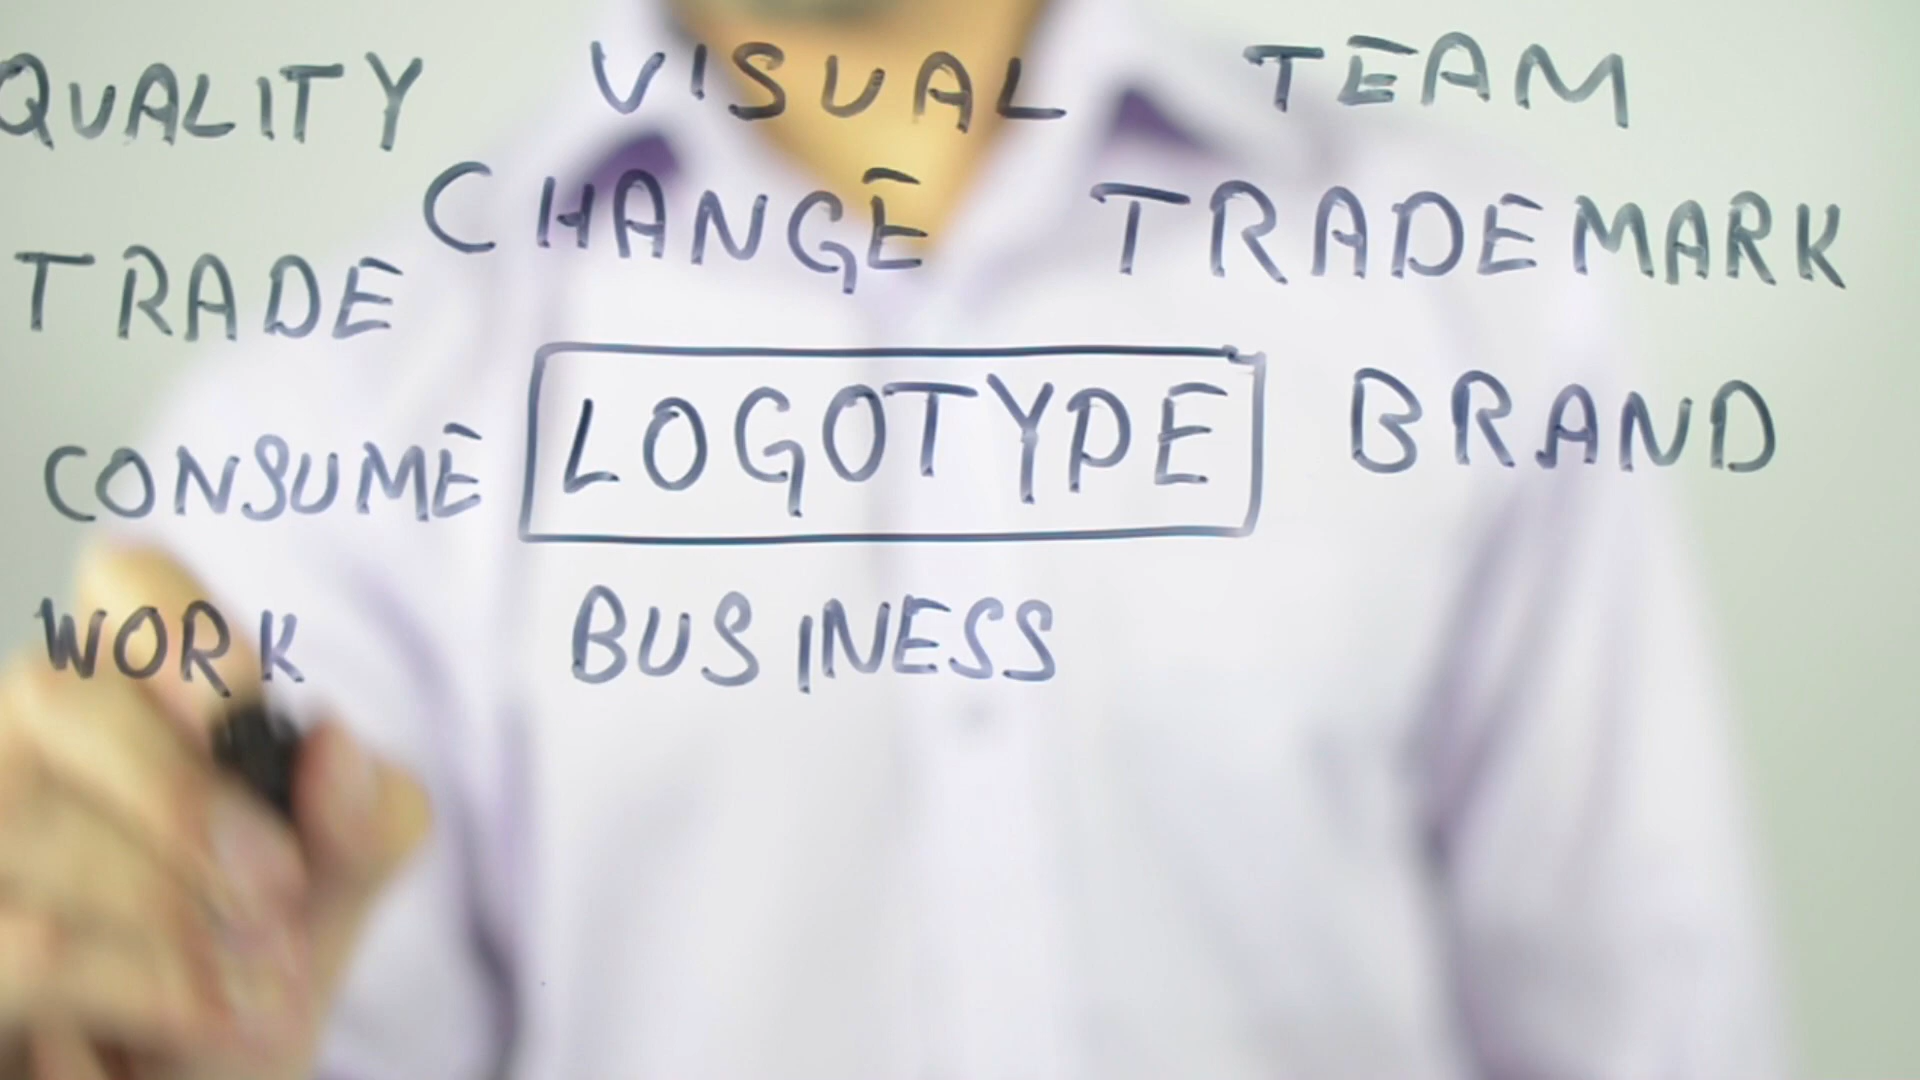 QUALITY VISUAL TEAM
CHANGE TRADEMARK
TRADE
LOGOTYPE BRAND
CONSUME
WORK BUSINESS